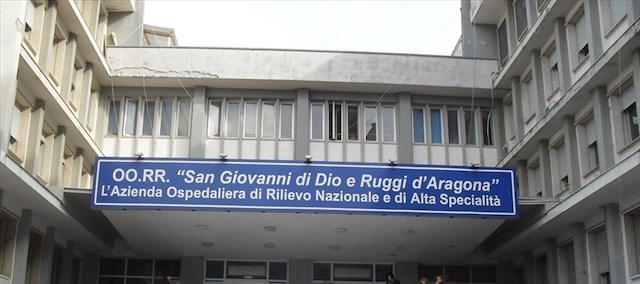 OO.RR. "San Giovanni di Dio e Ruggi d'Aragona"
L'Azienda Ospedaliera di Rilievo Nazionale e di Alta Specialità